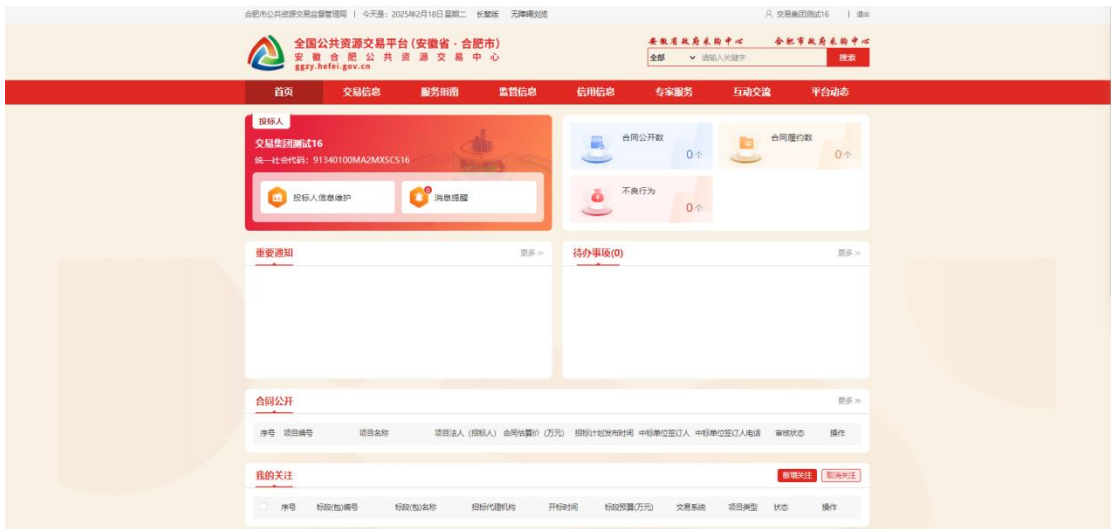 合肥市公共资源交易监督管理局 | 今天是：2025年2月18日 星期二 长辈版 无障碍浏览 交易集团测试16 | 退出
全国公共资源交易平台(安徽省·合肥市)
安徽合肥公共资源交易中心
ggzy.hefei.gov.cn
安徽省政府采购中心 合肥市政府采购中心
全部 请输入关键字 搜索
首页 交易信息 服务指南 监管信息 信用信息 专家服务 互动交流 平台动态
投标人
交易集团测试16
统一社会代码：91340100MA2MXSCS16
投标人信息维护 0 消息提醒
合同公开数 0个
合同履约数 0个
不良行为 0个
重要通知 更多
待办事项(0) 更多
合同公开 更多
序号 项目编号 项目名称 项目法人（招标人） 合同估算价（万元） 招标计划发布时间 中标单位签订人 中标单位签订人电话 审核状态 操作
我的关注 新增关注 取消关注
序号 标段(包)编号 标段(包)名称 招标代理机构 开标时间 标段预算(万元) 交易系统 项目类型 状态 操作